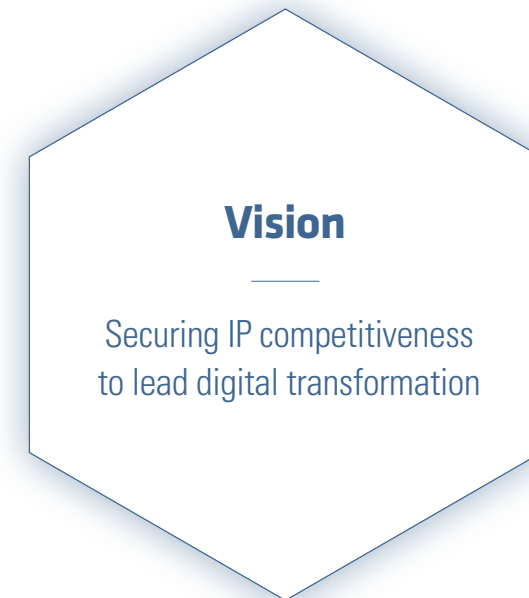 Vision
Securing IP competitiveness
to lead digital transformation